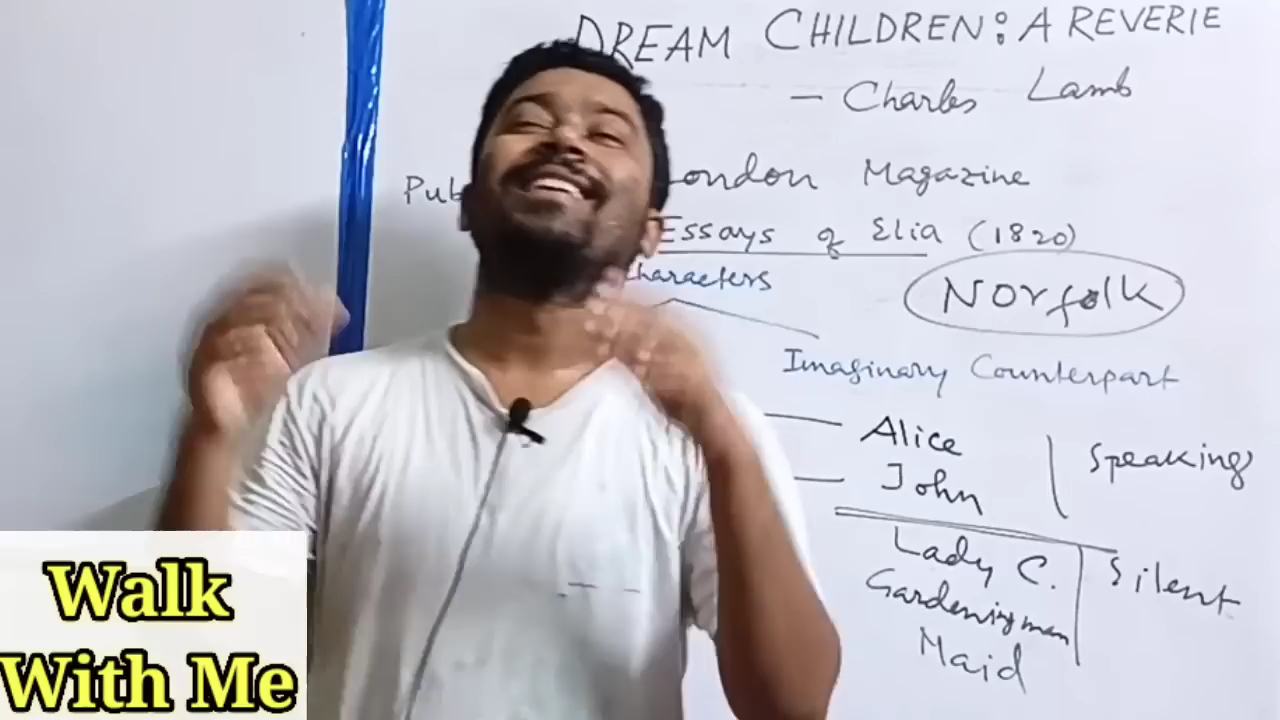 DREAM CHILDREN: A REVERIE
- Charles Lamb
London Magazine
Essays of Elia (1820)
Characters
Norfolk
Imaginary Counterpart
Alice
Speaking
John
Lady C.
Silent
Gardening man
Maid
Walk
With Me